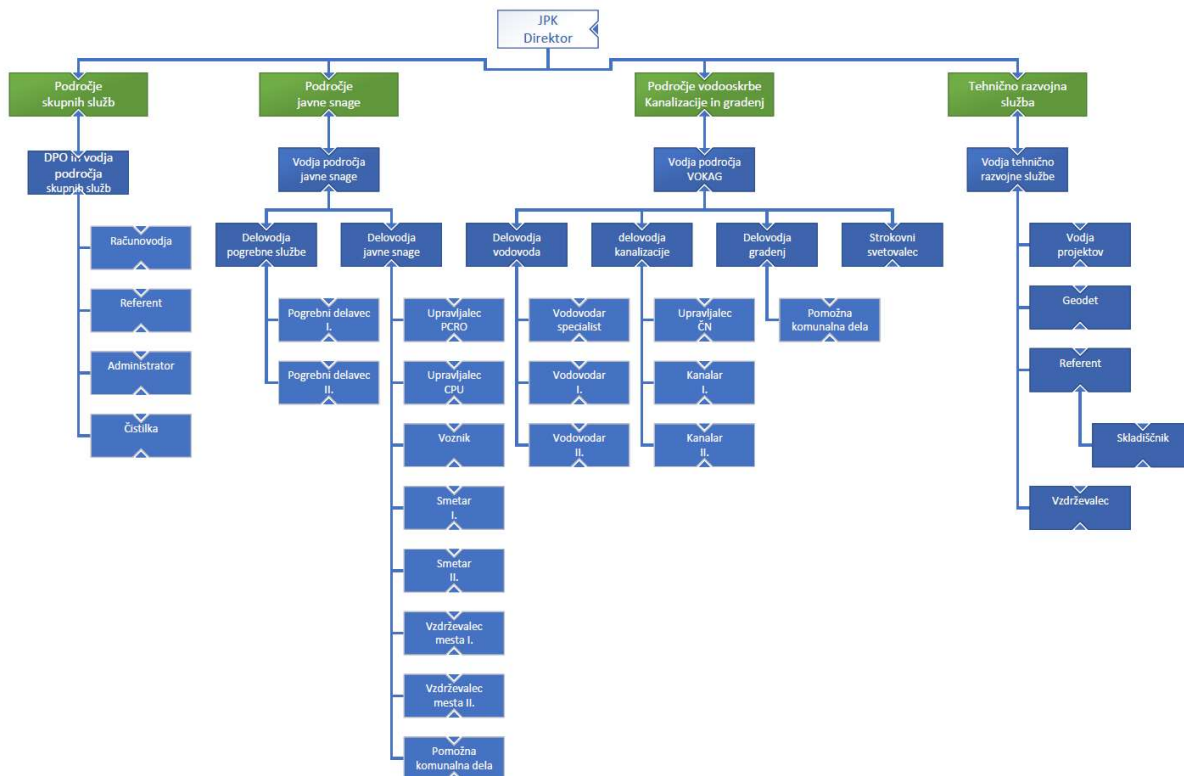 JPK
Direktor
Področje
skupnih služb
Področje
javne snage
Področje vodooskrbe
Kanalizacije in gradenj
Tehnično razvojna
služba
DPO in vodja
področja
skupnih služb
Vodja področja
javne snage
Vodja področja
VOKAG
Vodja tehnično
razvojne službe
Računovodja
Referent
Administrator
Čistilka
Delovodja
pogrebne službe
Delovodja
javne snage
Pogrebni delavec
I.
Pogrebni delavec
II.
Upravljalec
PCRO
Upravljalec
CPU
Voznik
Smetar
I.
Smetar
II.
Vzdrževalec
mesta I.
Vzdrževalec
mesta II.
Pomožna
komunalna dela
Delovodja
vodovoda
delovodja
kanalizacije
Delovodja
gradenj
Strokovni
svetovalec
Vodovodar
specialist
Vodovodar
I.
Vodovodar
II.
Upravljalec
ČN
Kanalar
I.
Kanalar
II.
Pomožna
komunalna dela
Vodja
projektov
Geodet
Referent
Skladiščnik
Vzdrževalec